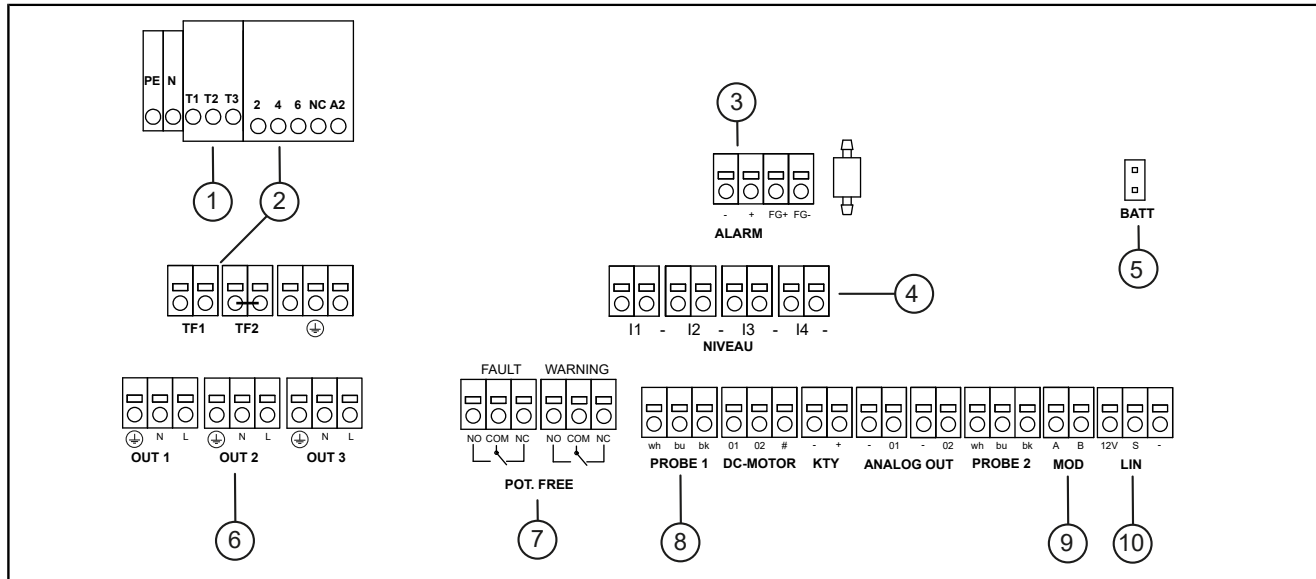 PE N
T1 T2 T3
2 4 6 NC A2
1
2
3
- + FG+ FG-
ALARM
BATT
5
TF1 TF2
I1 - I2 - I3 - I4 -
NIVEAU
4
N L N L N L
OUT 1 OUT 2 OUT 3
6
FAULT WARNING
NO COM NC NO COM NC
POT. FREE
7
wh bu bk 01 02 # - + - 01 - 02 wh bu bk A B 12V S -
PROBE 1 DC-MOTOR KTY ANALOG OUT PROBE 2 MOD LIN
8
9
10